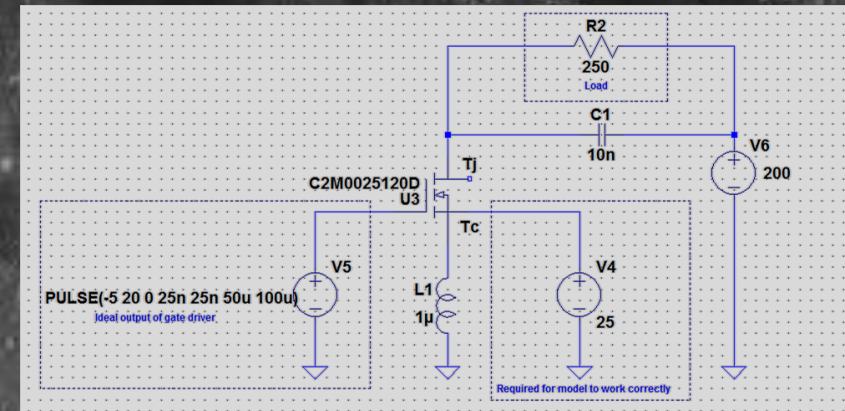 R2
250
Load
C1
10n
V6
200
Tj
C2M0025120D
U3
Tc
V5
PULSE(-5 20 0 25n 25n 50u 100u)
Ideal output of gate driver
L1
1µ
V4
25
Required for model to work correctly